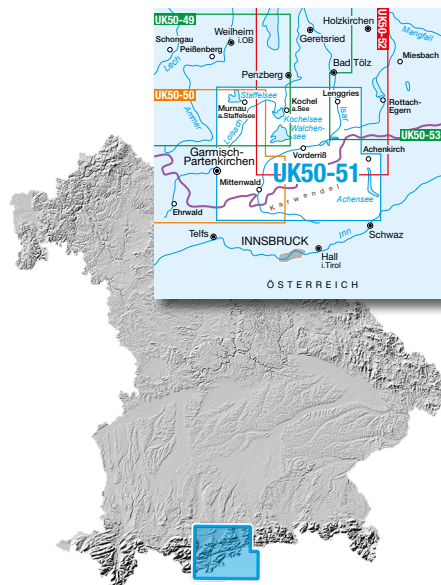 UK50-49
Weilheim
i.OB
Schongau
Peißenberg
Lech
Holzkirchen
Geretsried
UK50-52
Mangfall
Miesbach
Penzberg
Bad Tölz
UK50-50
Staffelsee
Murnau
a.Staffelsee
Kochel
a.See
Lenggries
Rottach-
Egern
Ammer
Loisach
Kochelsee
Walchen-
see
Isar
UK50-53
Garmisch-
Partenkirchen
Vorderriß
Achenkirch
UK50-51
Mittenwald
Karwendel
Achensee
Ehrwald
Telfs
INNSBRUCK
Inn
Schwaz
Hall
i.Tirol
ÖSTERREICH